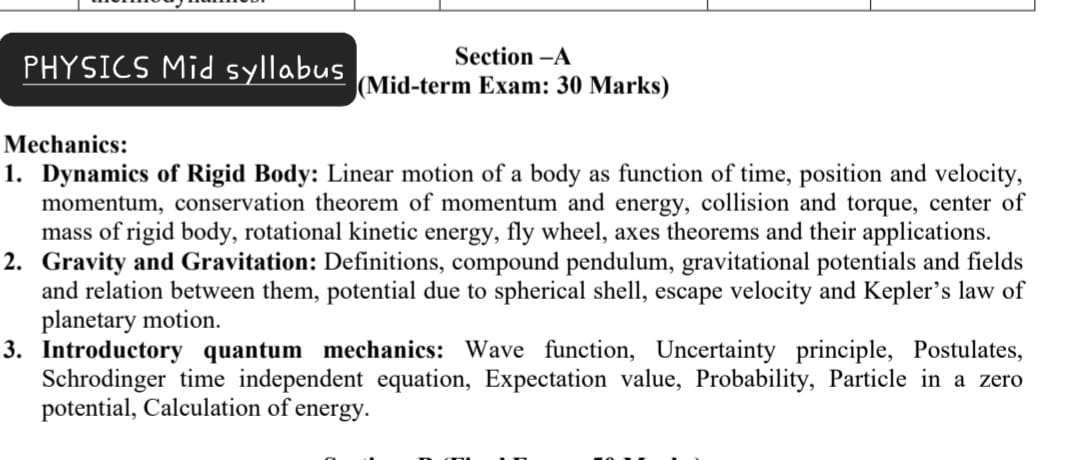 PHYSICS Mid syllabus
Section –A
(Mid-term Exam: 30 Marks)
Mechanics:
1. Dynamics of Rigid Body: Linear motion of a body as function of time, position and velocity,
momentum, conservation theorem of momentum and energy, collision and torque, center of
mass of rigid body, rotational kinetic energy, fly wheel, axes theorems and their applications.
2. Gravity and Gravitation: Definitions, compound pendulum, gravitational potentials and fields
and relation between them, potential due to spherical shell, escape velocity and Kepler’s law of
planetary motion.
3. Introductory quantum mechanics: Wave function, Uncertainty principle, Postulates,
Schrodinger time independent equation, Expectation value, Probability, Particle in a zero
potential, Calculation of energy.